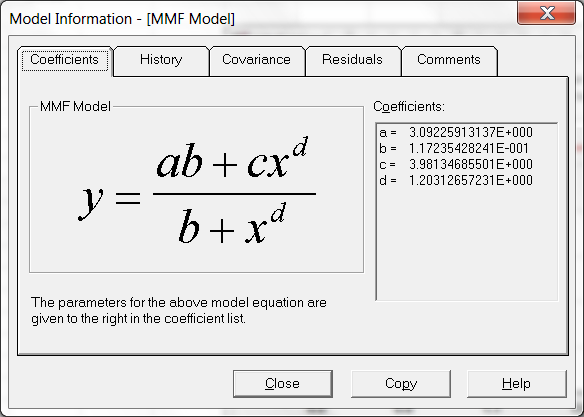 Model Information - [MMF Model]
Coefficients History Covariance Residuals Comments
MMF Model
y = (ab + cx^d) / (b + x^d)
The parameters for the above model equation are
given to the right in the coefficient list.
Coefficients:
a = 3.09225913137E+000
b = 1.17235428241E-001
c = 3.98134685501E+000
d = 1.20312657231E+000
Close Copy Help